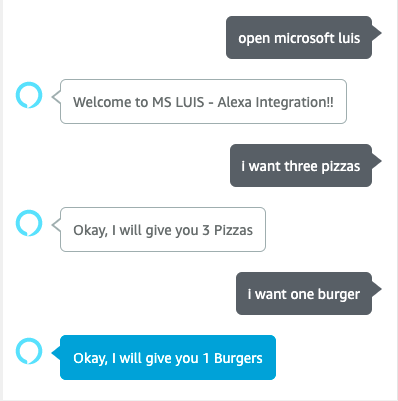 open microsoft luis
Welcome to MS LUIS - Alexa Integration!!
i want three pizzas
Okay, I will give you 3 Pizzas
i want one burger
Okay, I will give you 1 Burgers